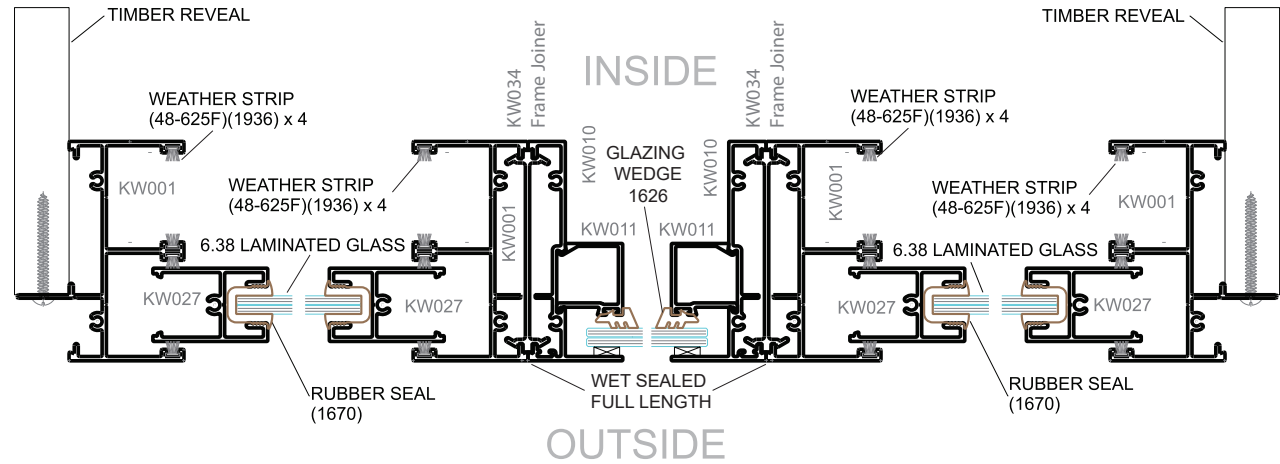 TIMBER REVEAL
TIMBER REVEAL
KW034
Frame Joiner
INSIDE
KW034
Frame Joiner
WEATHER STRIP
(48-625F)(1936) x 4
WEATHER STRIP
(48-625F)(1936) x 4
KW010
GLAZING
WEDGE
1626
KW010
KW001
WEATHER STRIP
(48-625F)(1936) x 4
KW001
KW001
WEATHER STRIP
(48-625F)(1936) x 4
KW001
6.38 LAMINATED GLASS
KW011
KW011
6.38 LAMINATED GLASS
KW027
KW027
KW027
KW027
RUBBER SEAL
(1670)
WET SEALED
FULL LENGTH
RUBBER SEAL
(1670)
OUTSIDE